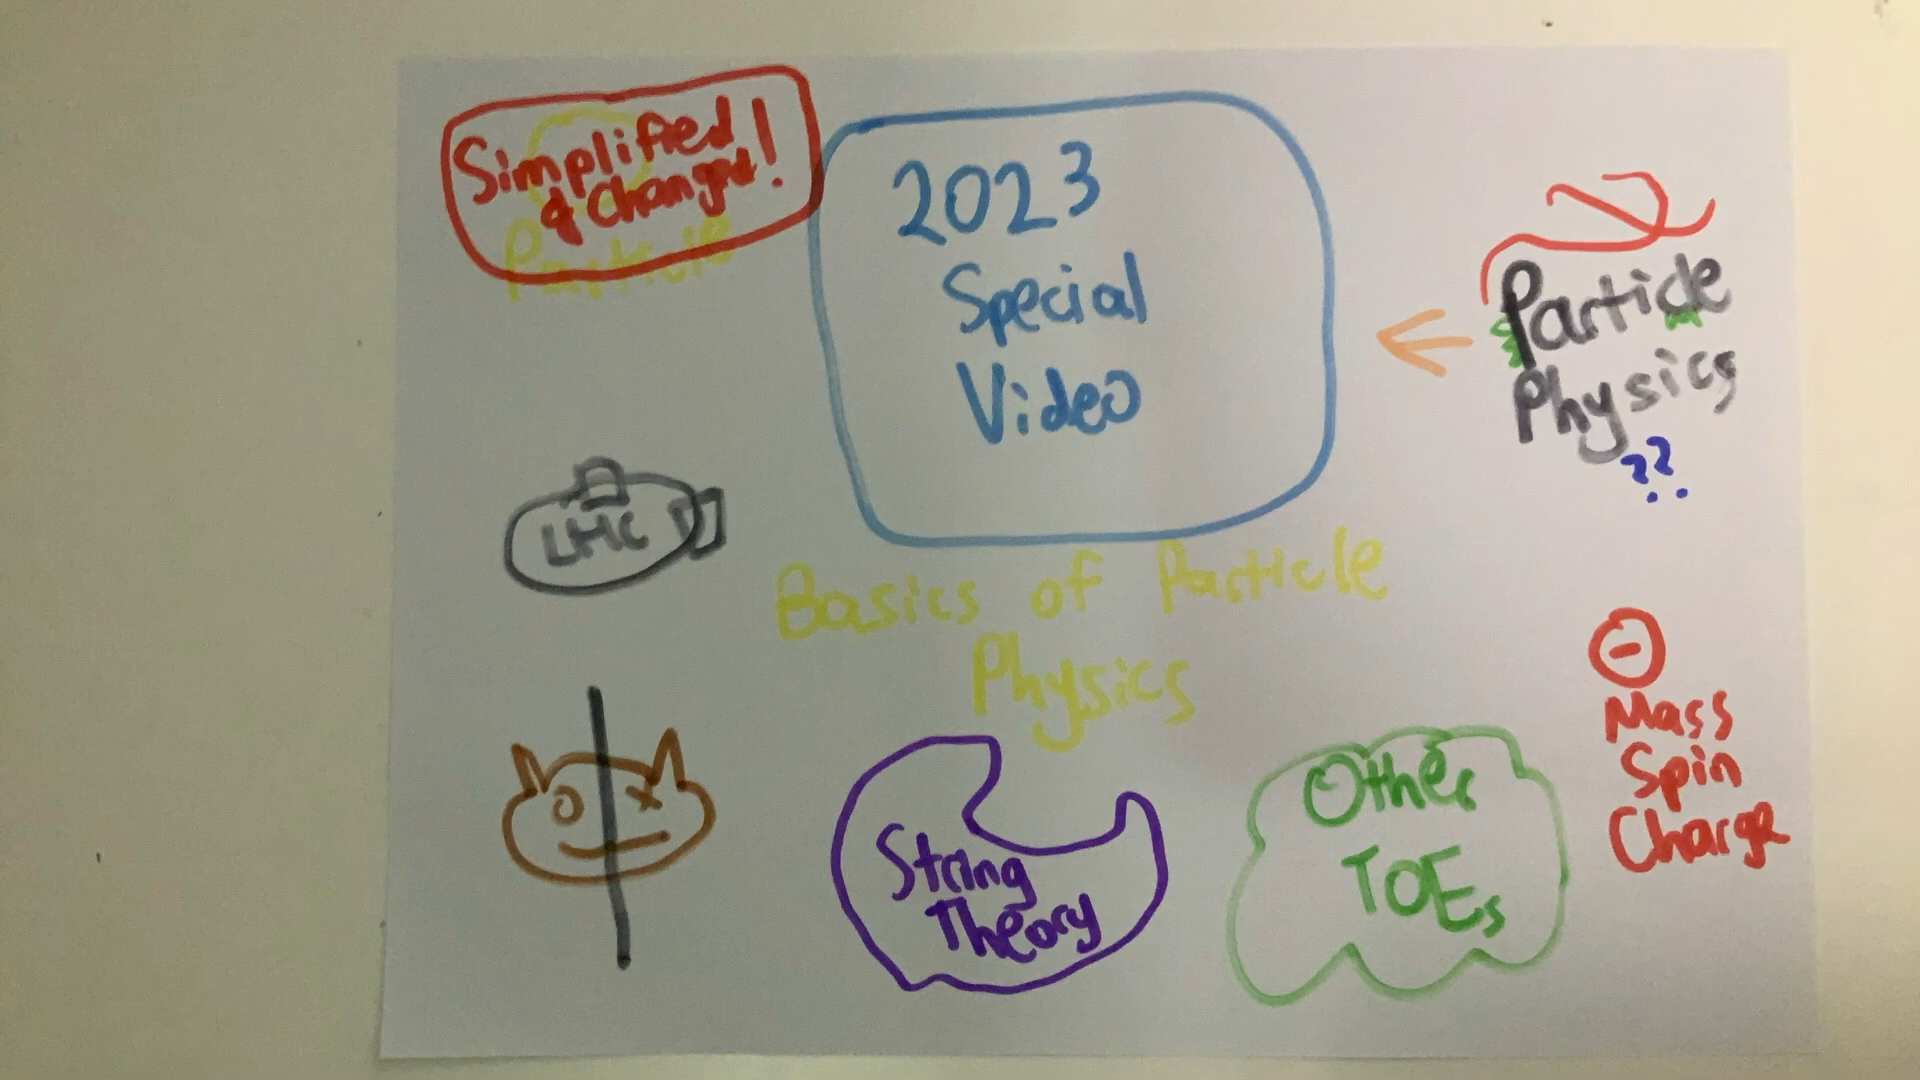 Simplified
& Changed!
Particle
2023
Special
Video
Particle
Physics
??
LHC
Basics of Particle
Physics
Mass
Spin
Charge
String
Theory
Other
TOEs